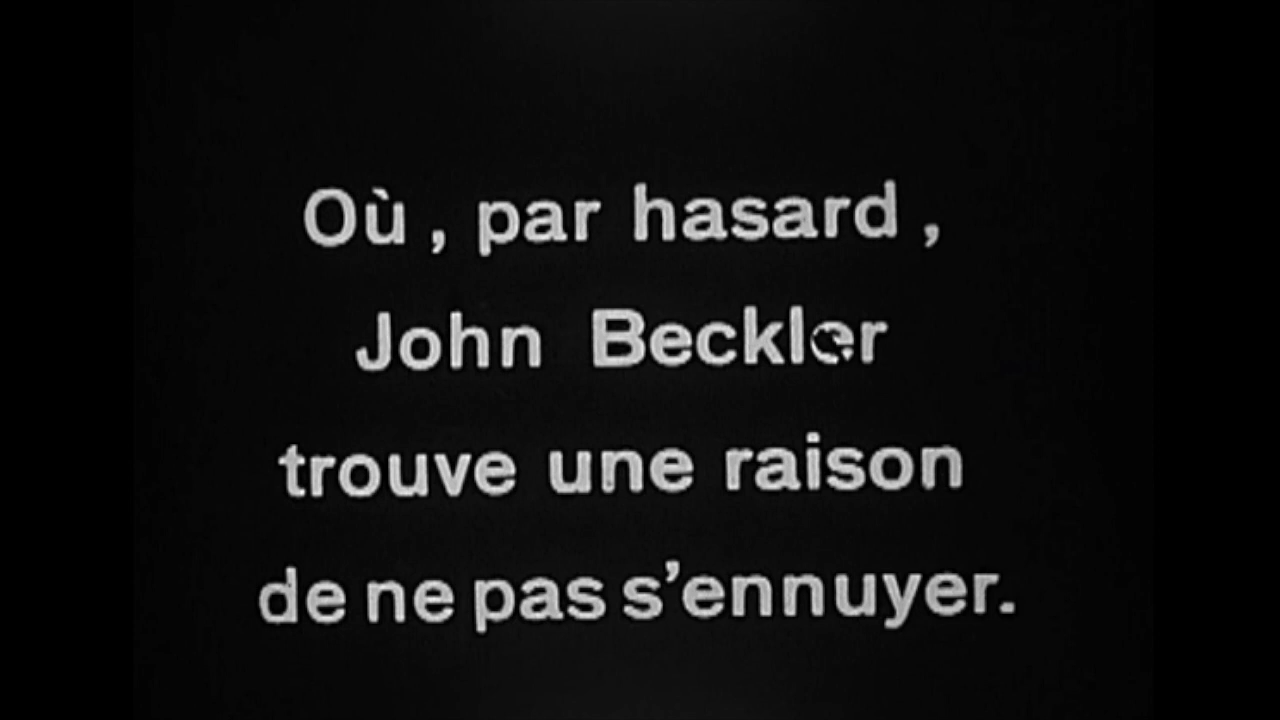 Où , par hasard ,
John Beckler
trouve une raison
de ne pas s’ennuyer.